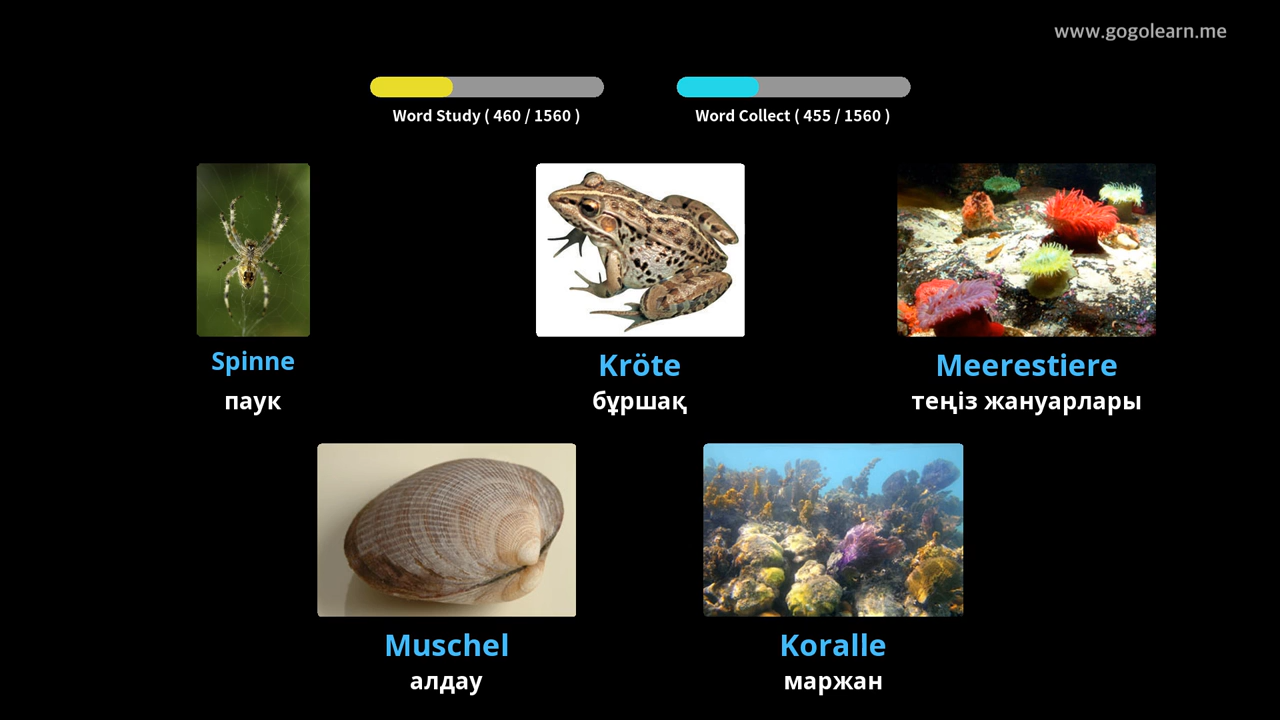 www.gogolearn.me
Word Study ( 460 / 1560 )
Word Collect ( 455 / 1560 )
Spinne
паук
Kröte
бұршақ
Meerestiere
теңіз жануарлары
Muschel
алдау
Koralle
маржан